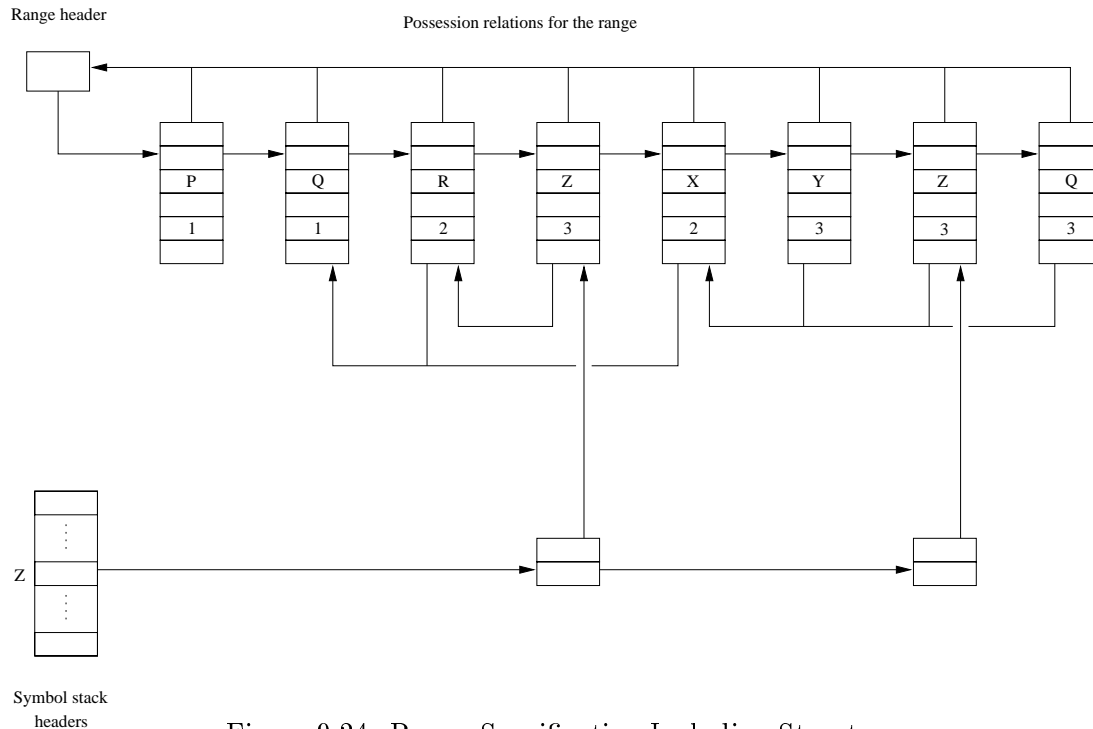 Range header
Possession relations for the range
P Q R Z X Y Z Q
1 1 2 3 2 3 3 3
Z
Symbol stack
headers